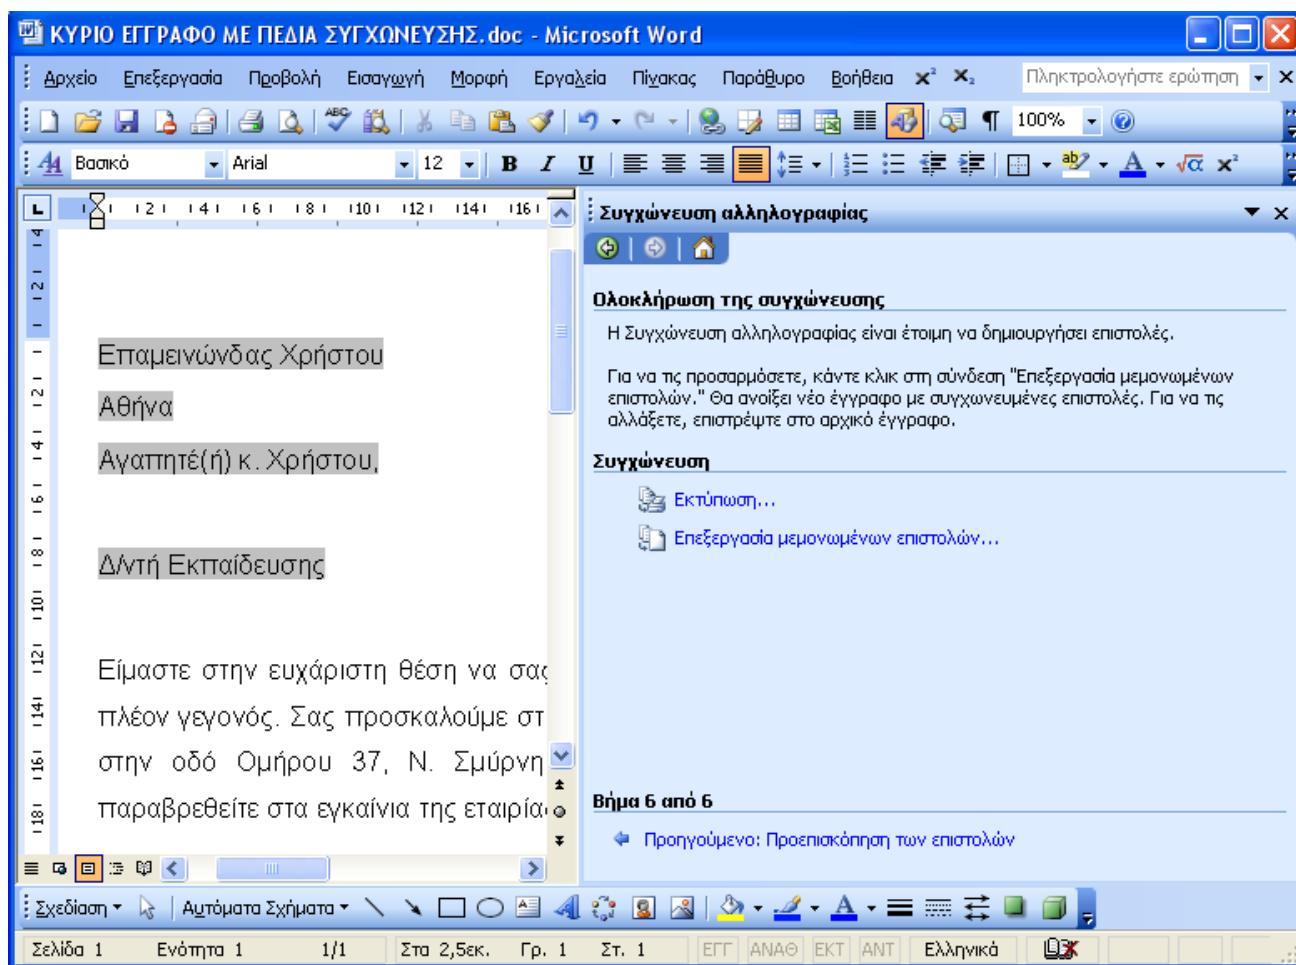 ΚΥΡΙΟ ΕΓΓΡΑΦΟ ΜΕ ΠΕΔΙΑ ΣΥΓΧΩΝΕΥΣΗΣ.doc - Microsoft Word
Αρχείο Επεξεργασία Προβολή Εισαγωγή Μορφή Εργαλεία Πίνακας Παράθυρο Βοήθεια x² x₂ Πληκτρολογήστε ερώτηση
100%
Βασικό Arial 12 B I U
Συγχώνευση αλληλογραφίας
Ολοκλήρωση της συγχώνευσης
Η Συγχώνευση αλληλογραφίας είναι έτοιμη να δημιουργήσει επιστολές.
Για να τις προσαρμόσετε, κάντε κλικ στη σύνδεση "Επεξεργασία μεμονωμένων
επιστολών." Θα ανοίξει νέο έγγραφο με συγχωνευμένες επιστολές. Για να τις
αλλάξετε, επιστρέψτε στο αρχικό έγγραφο.
Συγχώνευση
Εκτύπωση...
Επεξεργασία μεμονωμένων επιστολών...
Βήμα 6 από 6
Προηγούμενο: Προεπισκόπηση των επιστολών
Επαμεινώνδας Χρήστου
Αθήνα
Αγαπητέ(ή) κ. Χρήστου,
Δ/ντή Εκπαίδευσης
Είμαστε στην ευχάριστη θέση να σας
πλέον γεγονός. Σας προσκαλούμε στ
στην οδό Ομήρου 37, Ν. Σμύρνη
παραβρεθείτε στα εγκαίνια της εταιρία
Σχεδίαση Αυτόματα Σχήματα
Σελίδα 1 Ενότητα 1 1/1 Στα 2,5εκ. Γρ. 1 Στ. 1 ΕΓΓ ΑΝΑΘ ΕΚΤ ΑΝΤ Ελληνικά